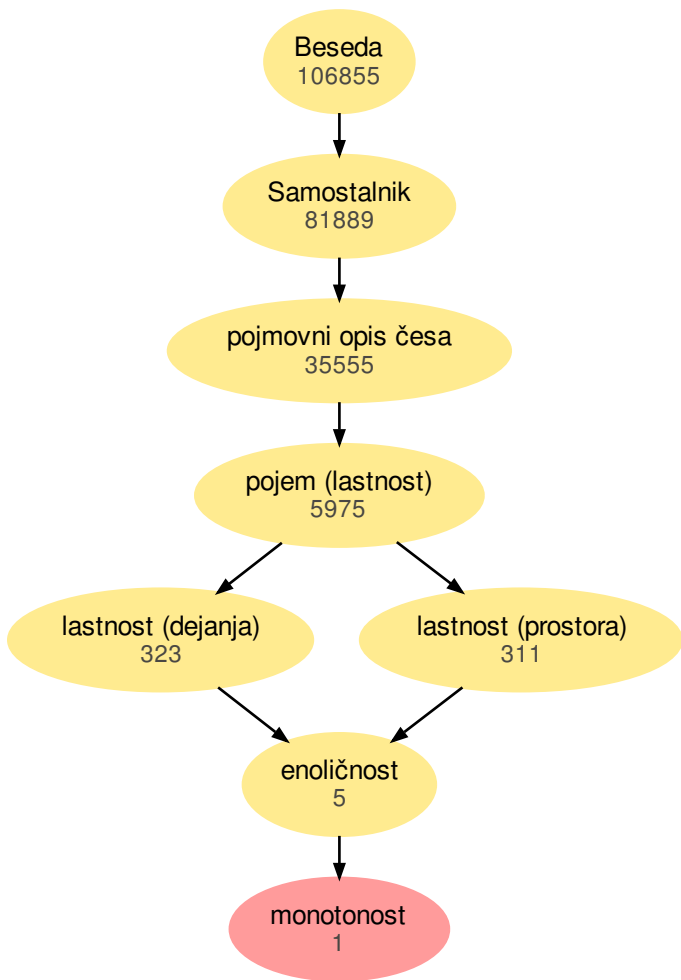 Beseda
106855
Samostalnik
81889
pojmovni opis česa
35555
pojem (lastnost)
5975
lastnost (dejanja)
323
lastnost (prostora)
311
enoličnost
5
monotonost
1